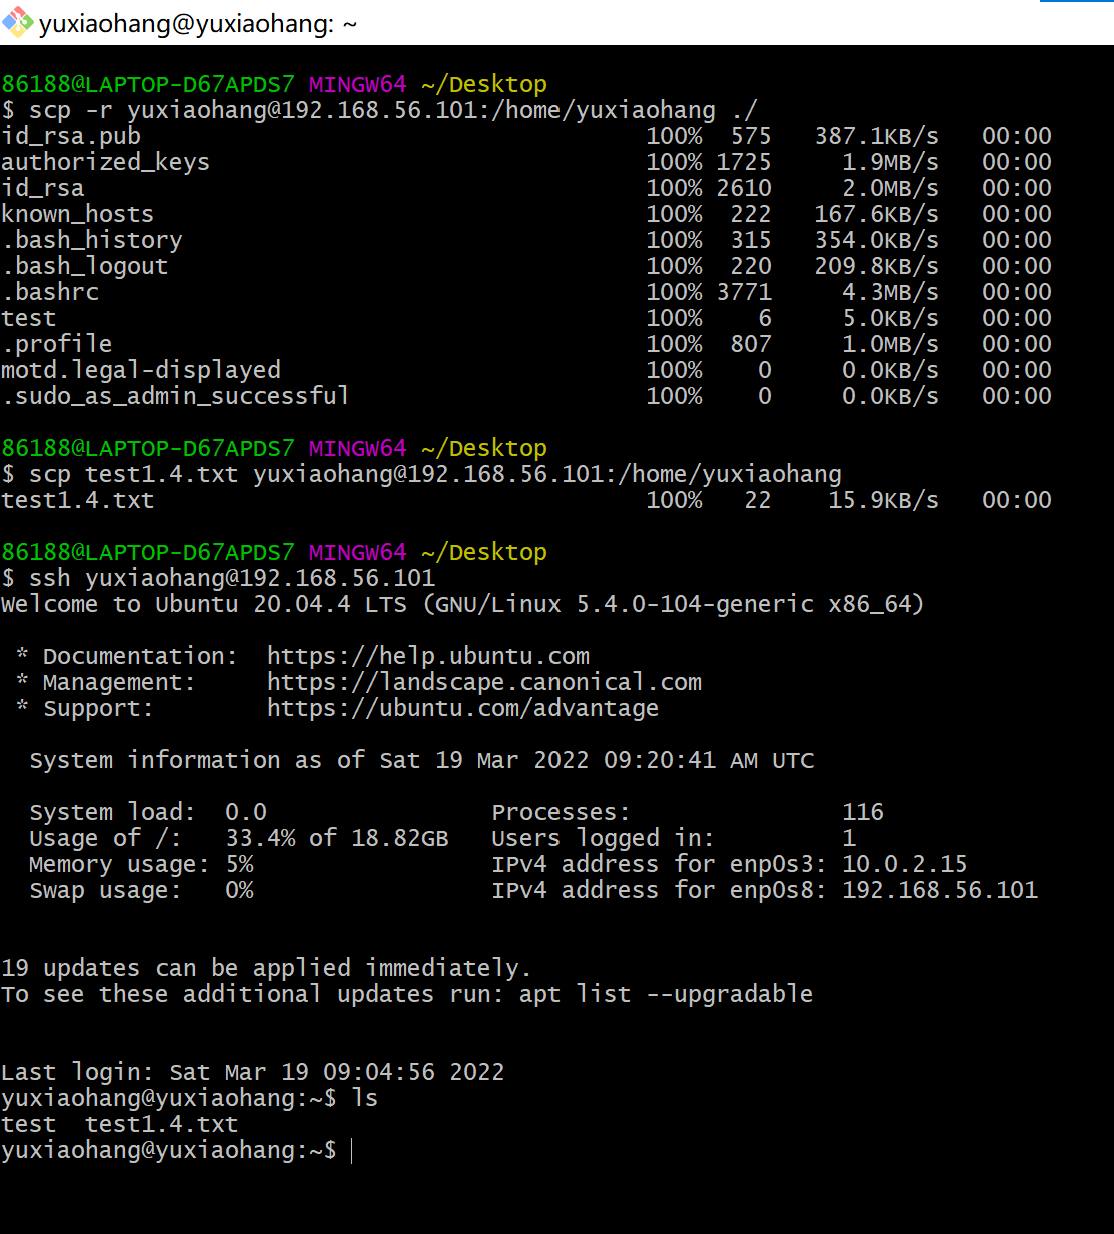 yuxiaohang@yuxiaohang: ~
86188@LAPTOP-D67APDS7 MINGW64 ~/Desktop
$ scp -r yuxiaohang@192.168.56.101:/home/yuxiaohang ./
id_rsa.pub 100% 575 387.1KB/s 00:00
authorized_keys 100% 1725 1.9MB/s 00:00
id_rsa 100% 2610 2.0MB/s 00:00
known_hosts 100% 222 167.6KB/s 00:00
.bash_history 100% 315 354.0KB/s 00:00
.bash_logout 100% 220 209.8KB/s 00:00
.bashrc 100% 3771 4.3MB/s 00:00
test 100% 6 5.0KB/s 00:00
.profile 100% 807 1.0MB/s 00:00
motd.legal-displayed 100% 0 0.0KB/s 00:00
.sudo_as_admin_successful 100% 0 0.0KB/s 00:00
86188@LAPTOP-D67APDS7 MINGW64 ~/Desktop
$ scp test1.4.txt yuxiaohang@192.168.56.101:/home/yuxiaohang
test1.4.txt 100% 22 15.9KB/s 00:00
86188@LAPTOP-D67APDS7 MINGW64 ~/Desktop
$ ssh yuxiaohang@192.168.56.101
Welcome to Ubuntu 20.04.4 LTS (GNU/Linux 5.4.0-104-generic x86_64)
* Documentation: https://help.ubuntu.com
* Management: https://landscape.canonical.com
* Support: https://ubuntu.com/advantage
System information as of Sat 19 Mar 2022 09:20:41 AM UTC
System load: 0.0 Processes: 116
Usage of /: 33.4% of 18.82GB Users logged in: 1
Memory usage: 5% IPv4 address for enp0s3: 10.0.2.15
Swap usage: 0% IPv4 address for enp0s8: 192.168.56.101
19 updates can be applied immediately.
To see these additional updates run: apt list --upgradable
Last login: Sat Mar 19 09:04:56 2022
yuxiaohang@yuxiaohang:~$ ls
test test1.4.txt
yuxiaohang@yuxiaohang:~$